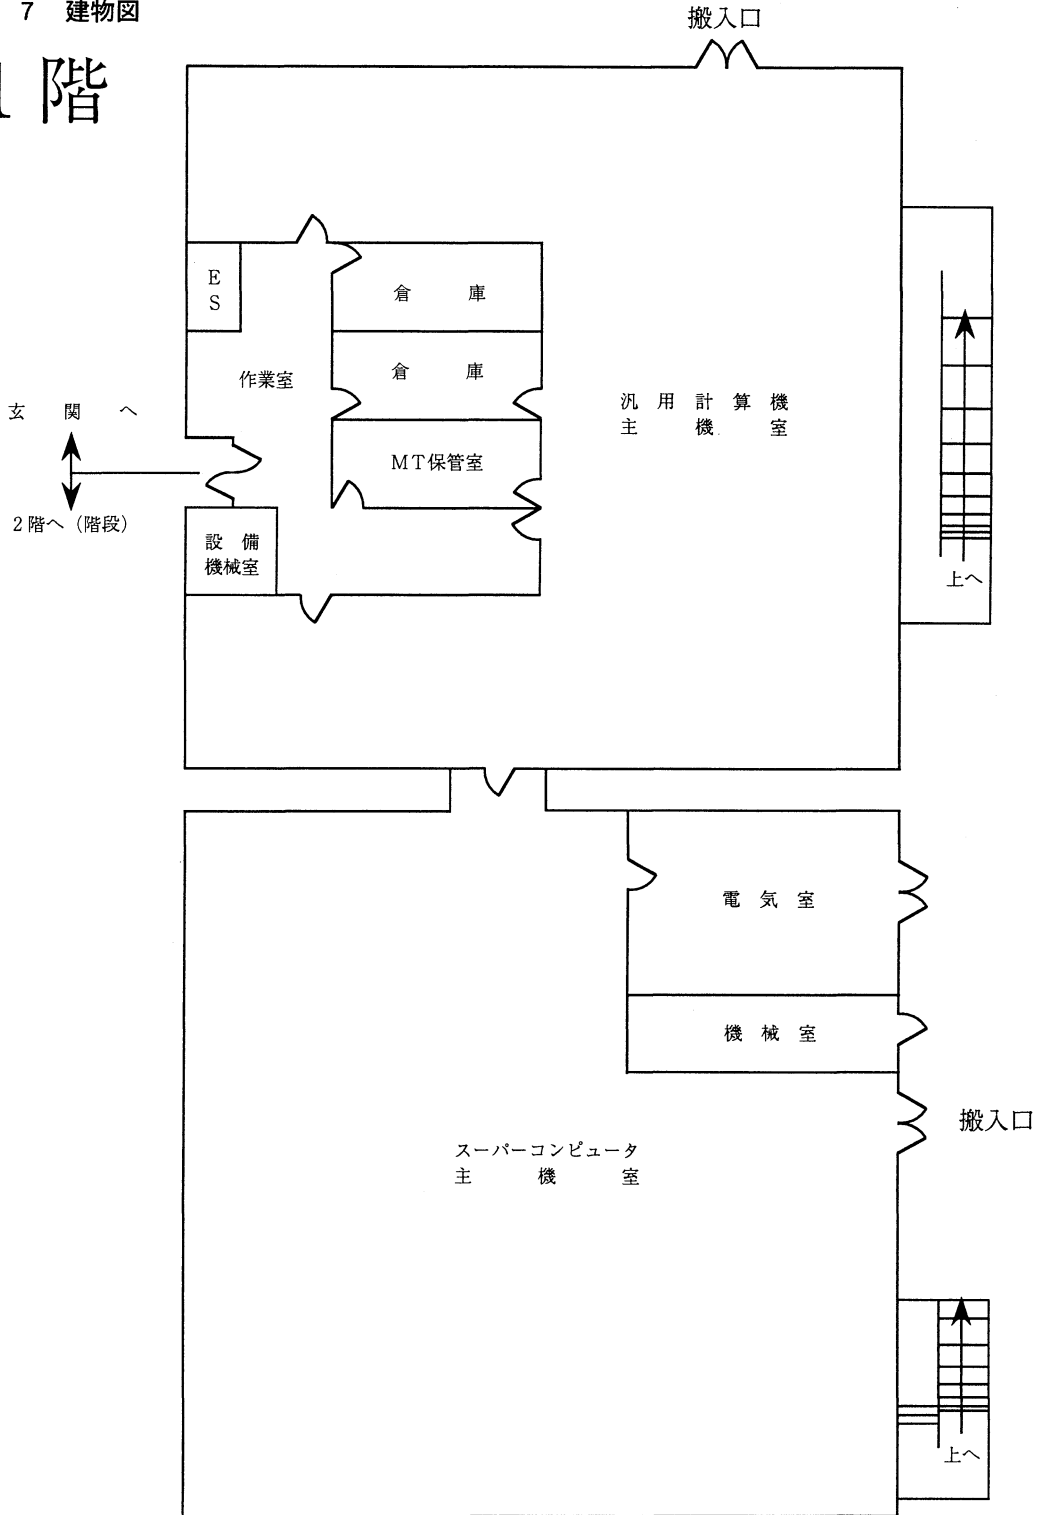 7 建物図
1階
搬入口
E
S
倉 庫
倉 庫
作業室
汎用計算機
主機室
玄関へ
MT保管室
2階へ(階段)
設備
機械室
上へ
電気室
機械室
搬入口
スーパーコンピュータ
主機室
上へ